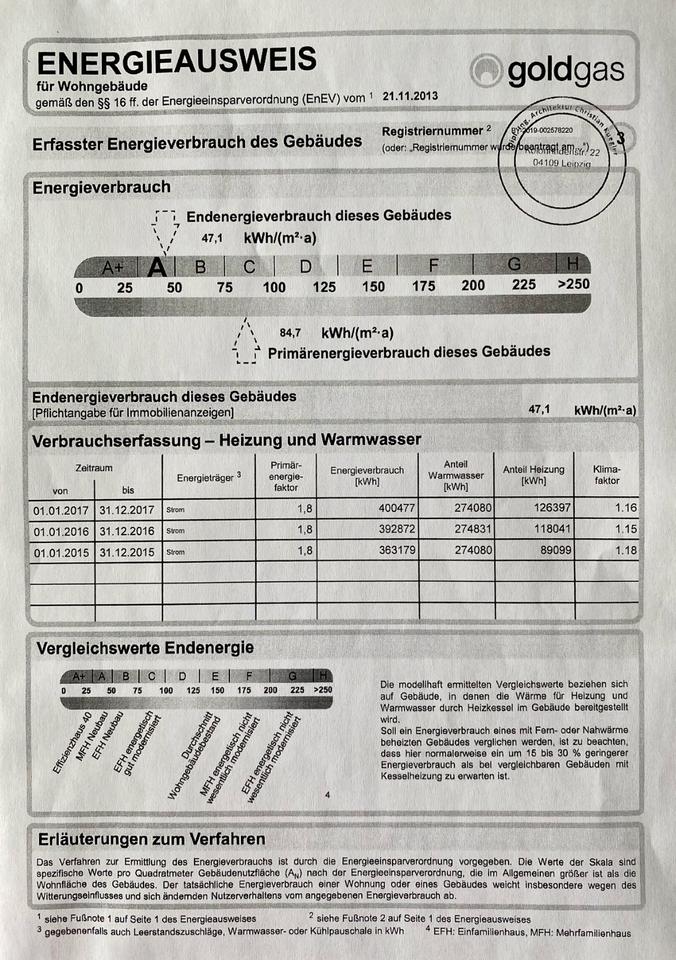 ENERGIEAUSWEIS
für Wohngebäude
gemäß den §§ 16 ff. der Energieeinsparverordnung (EnEV) vom ¹ 21.11.2013
goldgas
Erfasster Energieverbrauch des Gebäudes
Registriernummer ²
2019-002578220
(oder: „Registriernummer wurde beantragt am...")
Architektur Christian
22
04109 Leipzig
3
Energieverbrauch
Endenergieverbrauch dieses Gebäudes
47,1 kWh/(m²·a)
A+ A B C D E F G H
0 25 50 75 100 125 150 175 200 225 >250
84,7 kWh/(m²·a)
Primärenergieverbrauch dieses Gebäudes
Endenergieverbrauch dieses Gebäudes
[Pflichtangabe für Immobilienanzeigen]
47,1 kWh/(m²·a)
Verbrauchserfassung – Heizung und Warmwasser
Zeitraum
von bis
Energieträger ³
Primär-
energie-
faktor
Energieverbrauch
[kWh]
Anteil
Warmwasser
[kWh]
Anteil Heizung
[kWh]
Klima-
faktor
01.01.2017 31.12.2017 Strom 1,8 400477 274080 126397 1.16
01.01.2016 31.12.2016 Strom 1,8 392872 274831 118041 1.15
01.01.2015 31.12.2015 Strom 1,8 363179 274080 89099 1.18
Vergleichswerte Endenergie
A+ A B C D E F G H
0 25 50 75 100 125 150 175 200 225 >250
Effizienzhaus 40
MFH Neubau
EFH Neubau
EFH energetisch
gut modernisiert
Durchschnitt
Wohngebäudebestand
MFH energetisch nicht
wesentlich modernisiert
EFH energetisch nicht
wesentlich modernisiert
4
Die modellhaft ermittelten Vergleichswerte beziehen sich
auf Gebäude, in denen die Wärme für Heizung und
Warmwasser durch Heizkessel im Gebäude bereitgestellt
wird.
Soll ein Energieverbrauch eines mit Fern- oder Nahwärme
beheizten Gebäudes verglichen werden, ist zu beachten,
dass hier normalerweise ein um 15 bis 30 % geringerer
Energieverbrauch als bei vergleichbaren Gebäuden mit
Kesselheizung zu erwarten ist.
Erläuterungen zum Verfahren
Das Verfahren zur Ermittlung des Energieverbrauchs ist durch die Energieeinsparverordnung vorgegeben. Die Werte der Skala sind
spezifische Werte pro Quadratmeter Gebäudenutzfläche (A_N) nach der Energieeinsparverordnung, die im Allgemeinen größer ist als die
Wohnfläche des Gebäudes. Der tatsächliche Energieverbrauch einer Wohnung oder eines Gebäudes weicht insbesondere wegen des
Witterungseinflusses und sich ändernden Nutzerverhaltens vom angegebenen Energieverbrauch ab.
¹ siehe Fußnote 1 auf Seite 1 des Energieausweises ² siehe Fußnote 2 auf Seite 1 des Energieausweises
³ gegebenenfalls auch Leerstandszuschläge, Warmwasser- oder Kühlpauschale in kWh ⁴ EFH: Einfamilienhaus, MFH: Mehrfamilienhaus